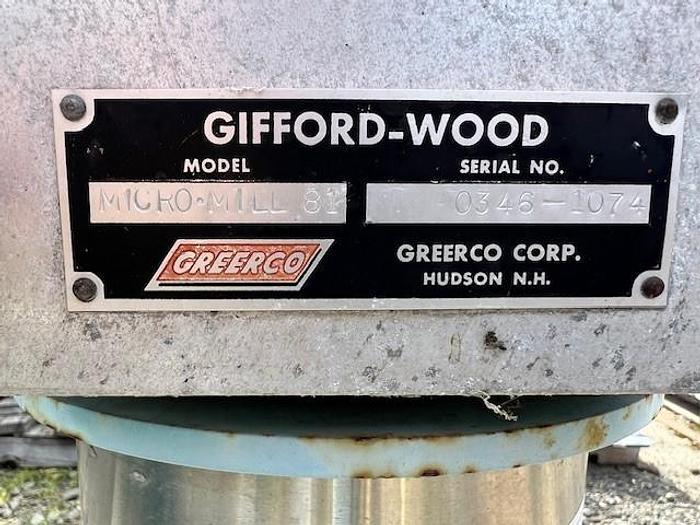 GIFFORD-WOOD
MODEL SERIAL NO.
MICRO-MILL 81 0346-1074
GREERCO GREERCO CORP.
HUDSON N.H.